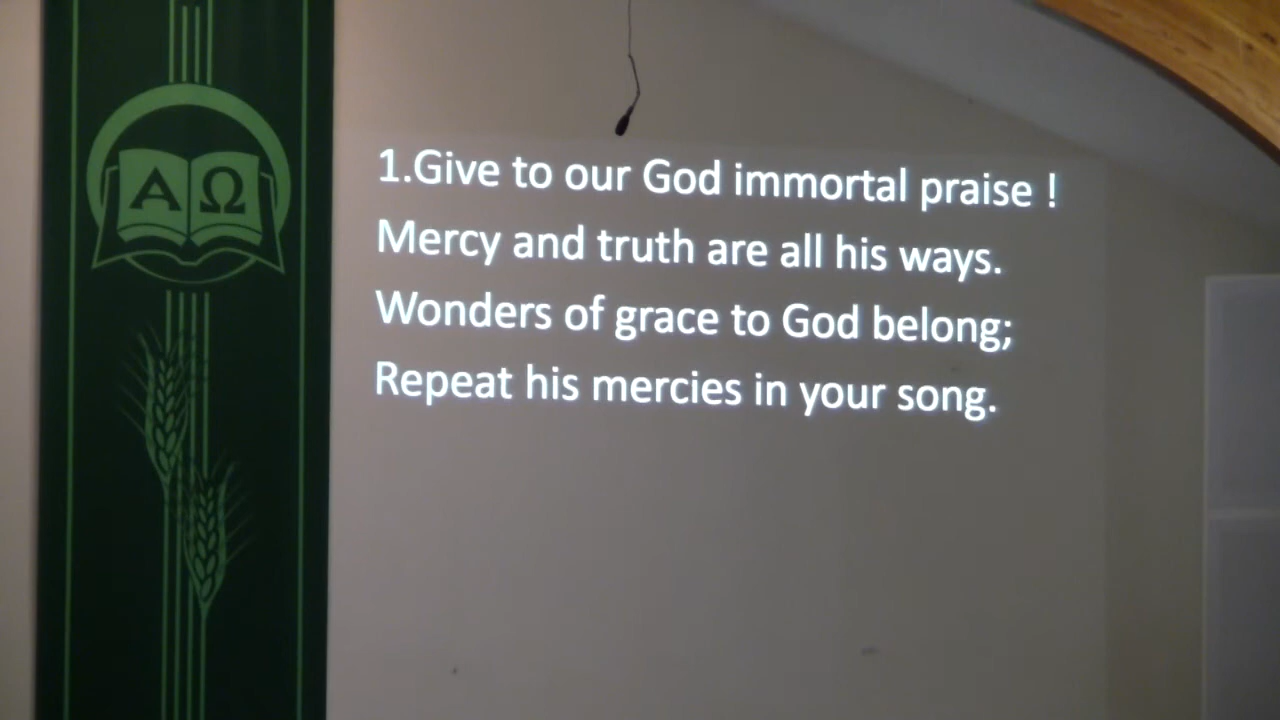 Α Ω
1.Give to our God immortal praise !
Mercy and truth are all his ways.
Wonders of grace to God belong;
Repeat his mercies in your song.